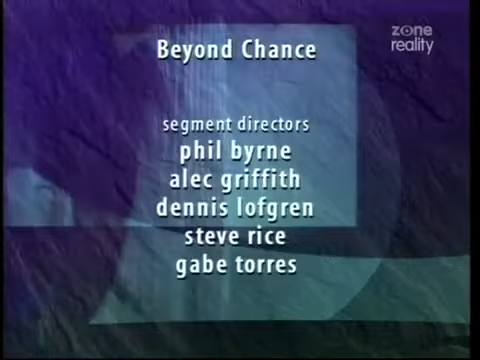 Beyond Chance
zone
reality
segment directors
phil byrne
alec griffith
dennis lofgren
steve rice
gabe torres